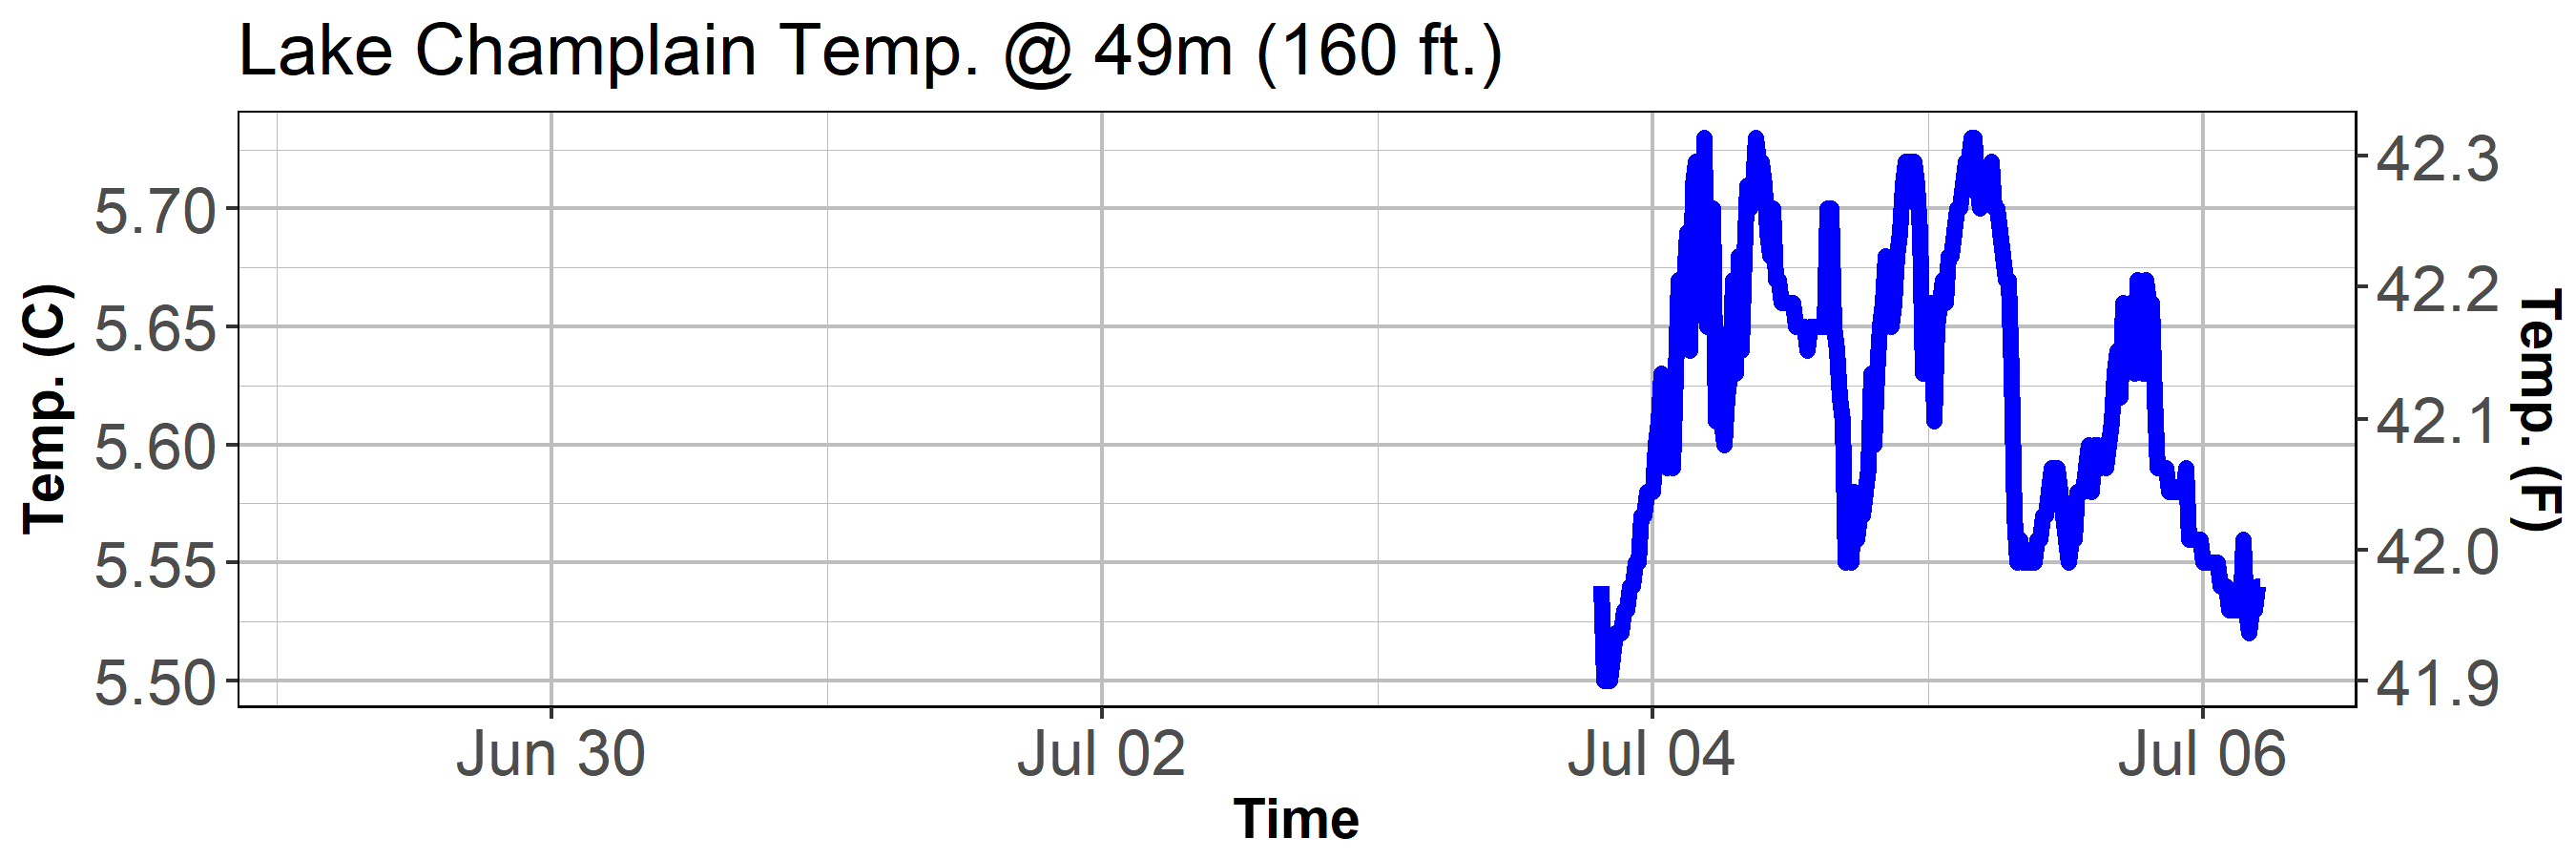 Lake Champlain Temp. @ 49m (160 ft.)
Temp. (C)
5.70
5.65
5.60
5.55
5.50
42.3
42.2
42.1
42.0
41.9
Temp. (F)
Jun 30 Jul 02 Jul 04 Jul 06
Time